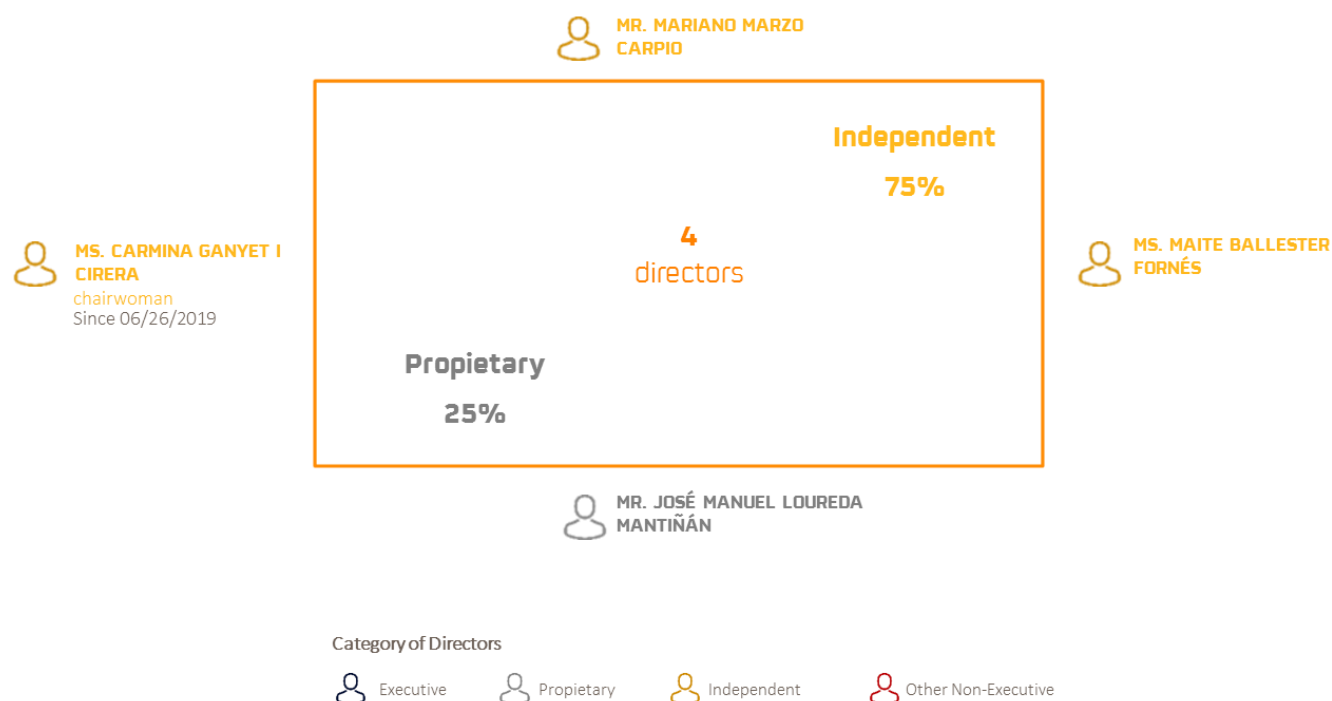 MR. MARIANO MARZO
CARPIO
Independent
75%
4
directors
MS. CARMINA GANYET I
CIRERA
chairwoman
Since 06/26/2019
MS. MAITE BALLESTER
FORNÉS
Propietary
25%
MR. JOSÉ MANUEL LOUREDA
MANTIÑÁN
Category of Directors
Executive
Propietary
Independent
Other Non-Executive